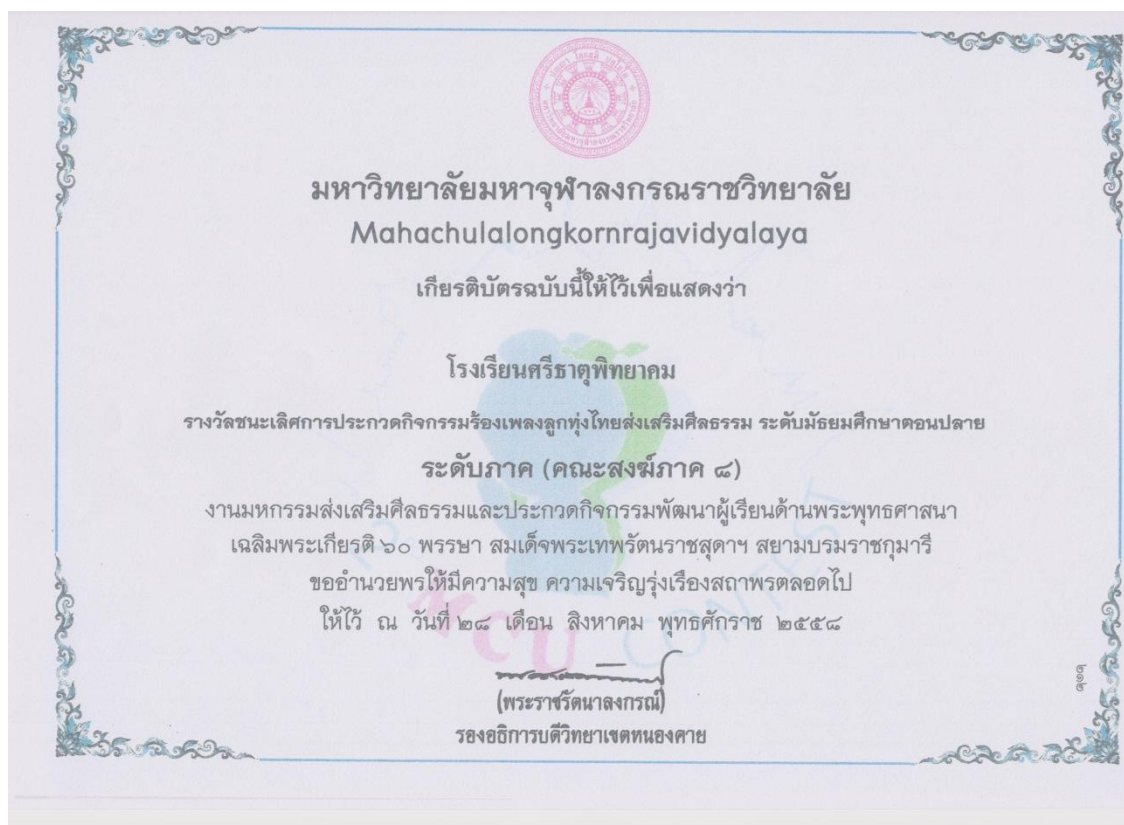 มหาวิทยาลัยมหาจุฬาลงกรณราชวิทยาลัย
Mahachulalongkornrajavidyalaya
เกียรติบัตรฉบับนี้ให้ไว้เพื่อแสดงว่า
โรงเรียนศรีธาตุพิทยาคม
รางวัลชนะเลิศการประกวดกิจกรรมร้องเพลงลูกทุ่งไทยส่งเสริมศีลธรรม ระดับมัธยมศึกษาตอนปลาย
ระดับภาค (คณะสงฆ์ภาค ๘)
งานมหกรรมส่งเสริมศีลธรรมและประกวดกิจกรรมพัฒนาผู้เรียนด้านพระพุทธศาสนา
เฉลิมพระเกียรติ ๖๐ พรรษา สมเด็จพระเทพรัตนราชสุดาฯ สยามบรมราชกุมารี
ขออำนวยพรให้มีความสุข ความเจริญรุ่งเรืองสถาพรตลอดไป
ให้ไว้ ณ วันที่ ๒๘ เดือน สิงหาคม พุทธศักราช ๒๕๕๘
MCU CONTEST
(พระราชรัตนาลงกรณ์)
รองอธิการบดีวิทยาเขตหนองคาย